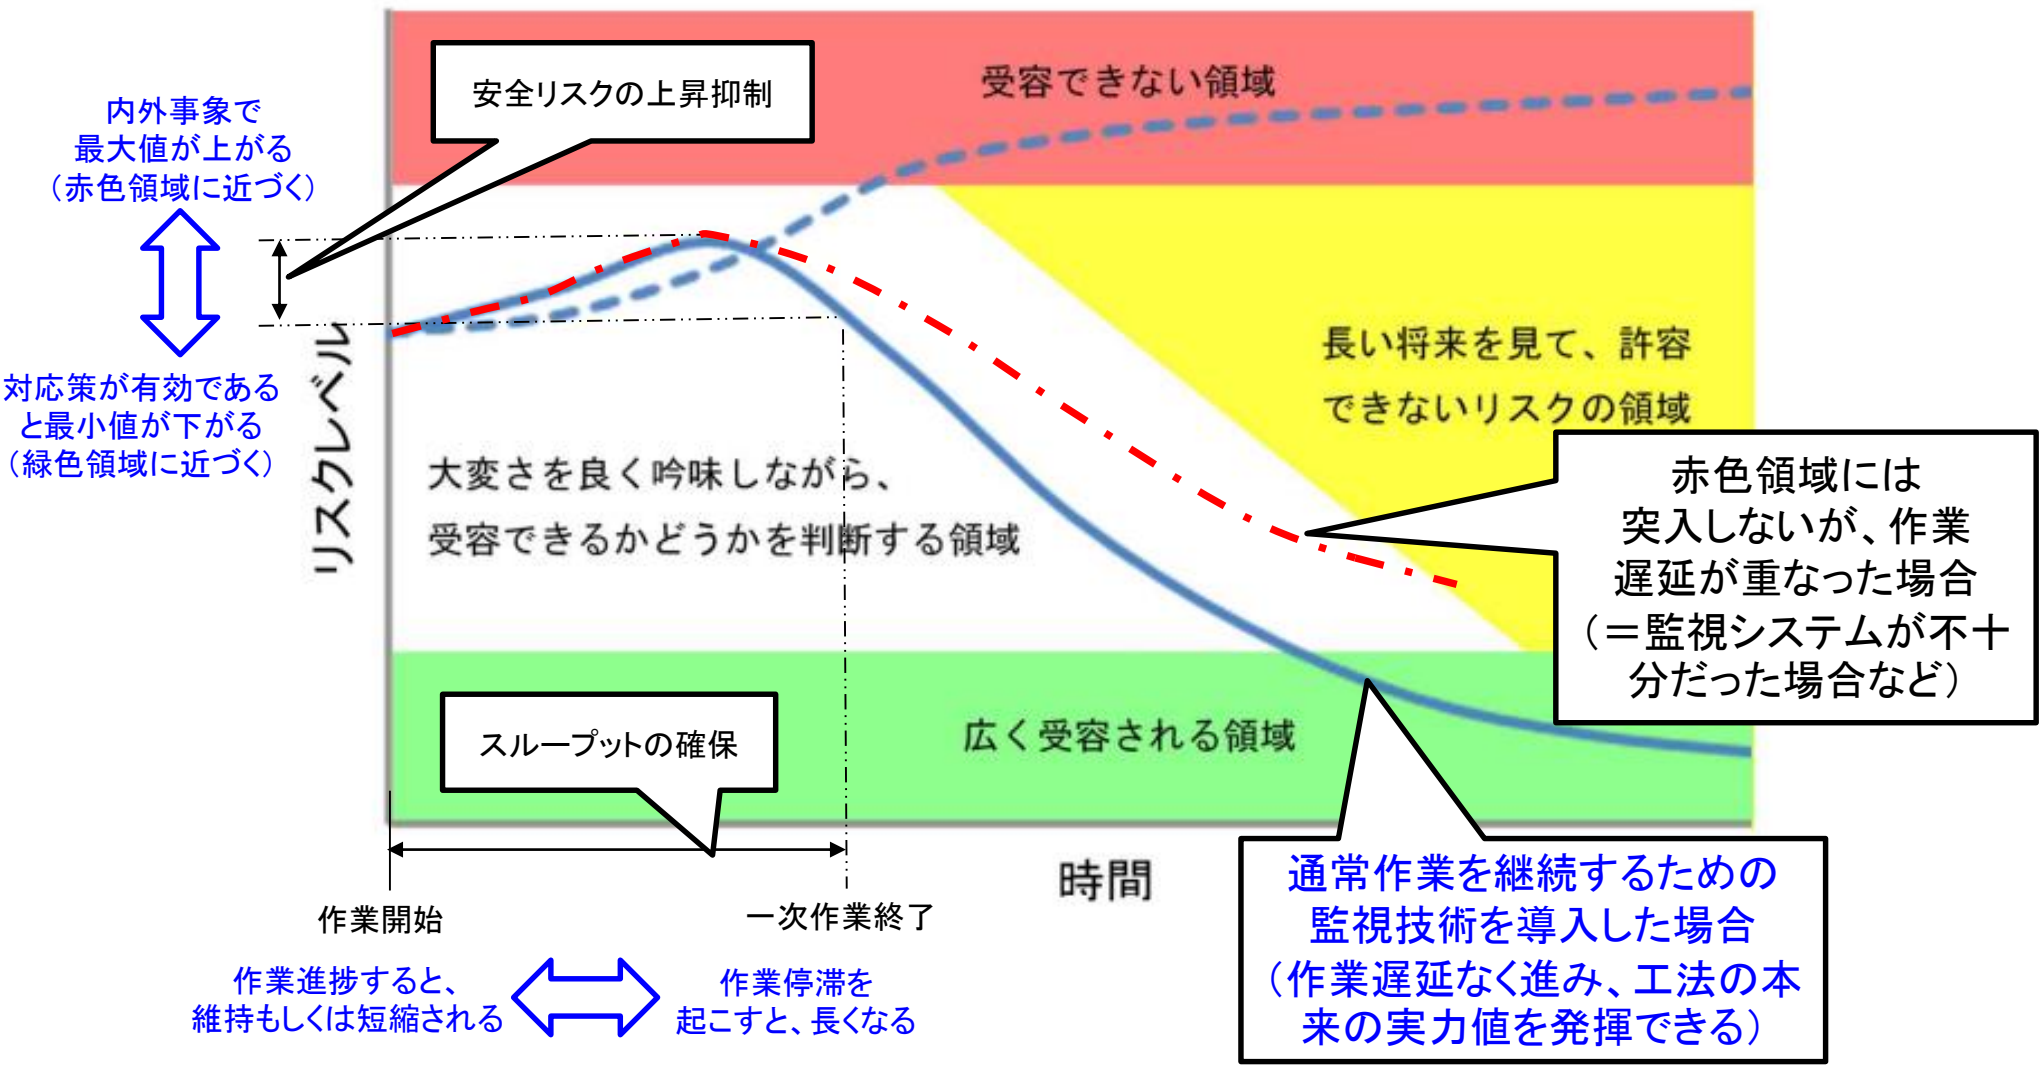 受容できない領域
安全リスクの上昇抑制
内外事象で
最大値が上がる
（赤色領域に近づく）
対応策が有効である
と最小値が下がる
（緑色領域に近づく）
リスクレベル
長い将来を見て、許容
できないリスクの領域
大変さを良く吟味しながら、
受容できるかどうかを判断する領域
赤色領域には
突入しないが、作業
遅延が重なった場合
（＝監視システムが不十
分だった場合など）
スループットの確保
広く受容される領域
時間
作業開始
一次作業終了
作業進捗すると、
維持もしくは短縮される
作業停滞を
起こすと、長くなる
通常作業を継続するための
監視技術を導入した場合
（作業遅延なく進み、工法の本
来の実力値を発揮できる）